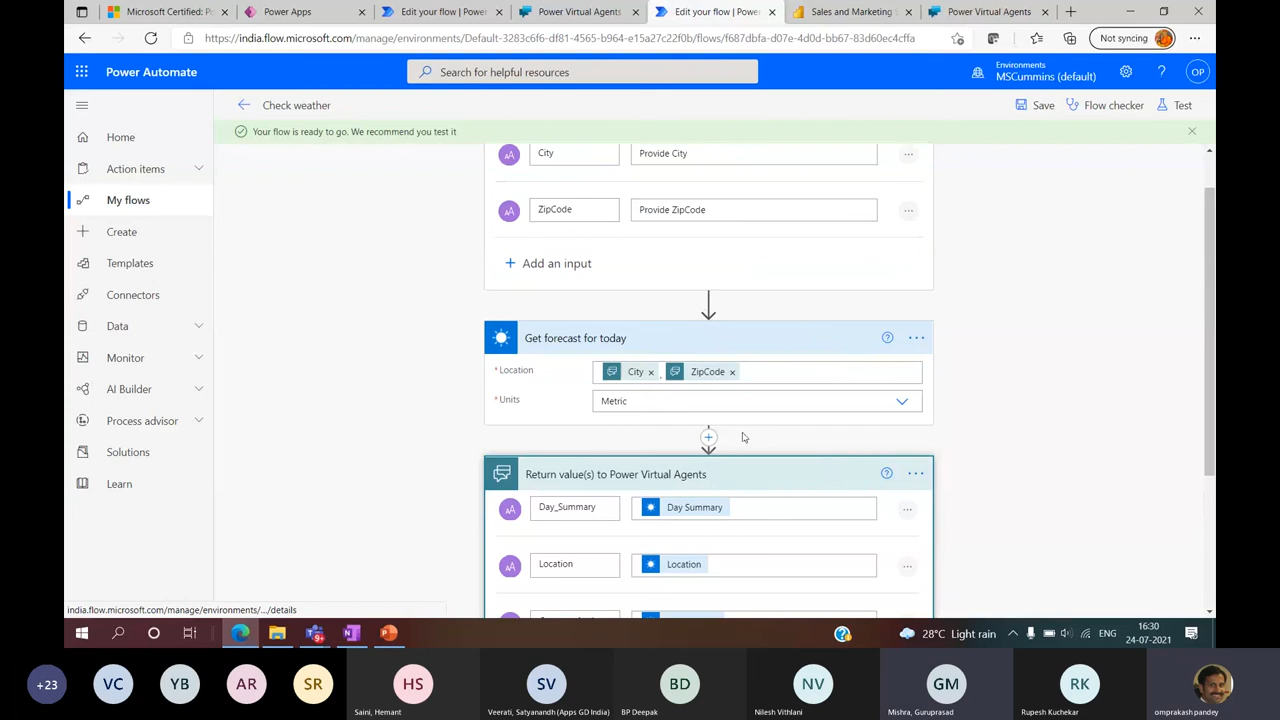 Microsoft Certified: Po
Power Apps
Edit your flow | Power
Power Virtual Agents
Edit your flow | Power
Sales and Marketing S
Power Virtual Agents
https://india.flow.microsoft.com/manage/environments/Default-3283c6f6-df81-4565-b964-e15a27c22f0b/flows/f687dbfa-d07e-4d0d-bb67-83d60ec4cffa
Not syncing
Power Automate
Search for helpful resources
Environments
MSCummins (default)
OP
Check weather
Save
Flow checker
Test
Your flow is ready to go. We recommend you test it
Home
Action items
My flows
Create
Templates
Connectors
Data
Monitor
AI Builder
Process advisor
Solutions
Learn
City
Provide City
ZipCode
Provide ZipCode
Add an input
Get forecast for today
* Location
City
,
ZipCode
* Units
Metric
Return value(s) to Power Virtual Agents
Day_Summary
Day Summary
Location
Location
india.flow.microsoft.com/manage/environments/.../details
28°C Light rain
ENG
16:30
24-07-2021
+23
VC
YB
AR
SR
HS
Saini, Hemant
SV
Veerati, Satyanandh (Apps GD India)
BD
BP Deepak
NV
Nilesh Vithlani
GM
Mishra, Guruprasad
RK
Rupesh Kuchekar
omprakash pandey